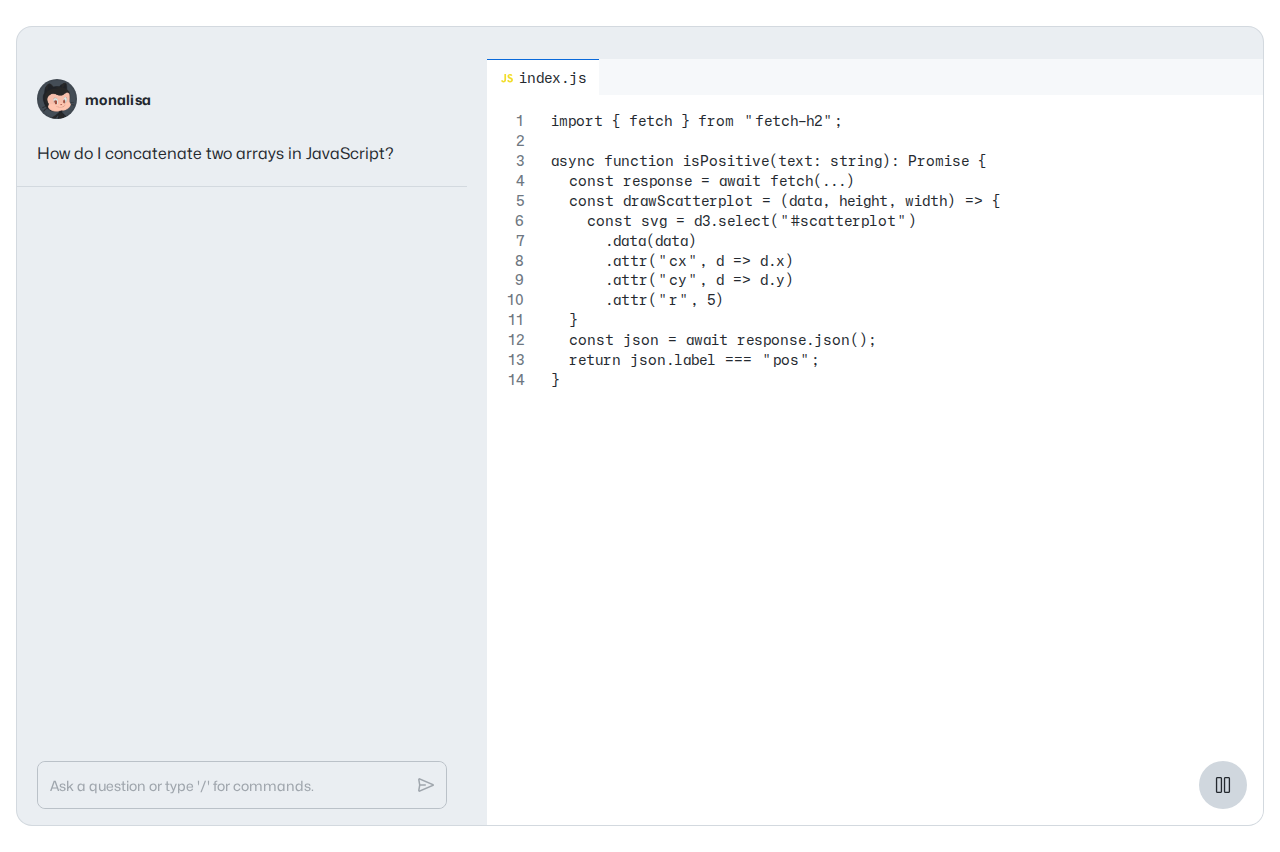 monalisa
How do I concatenate two arrays in JavaScript?
Ask a question or type '/' for commands.
JS index.js
1 import { fetch } from "fetch-h2";
2
3 async function isPositive(text: string): Promise {
4 const response = await fetch(...)
5 const drawScatterplot = (data, height, width) => {
6 const svg = d3.select("#scatterplot")
7 .data(data)
8 .attr("cx", d => d.x)
9 .attr("cy", d => d.y)
10 .attr("r", 5)
11 }
12 const json = await response.json();
13 return json.label === "pos";
14 }